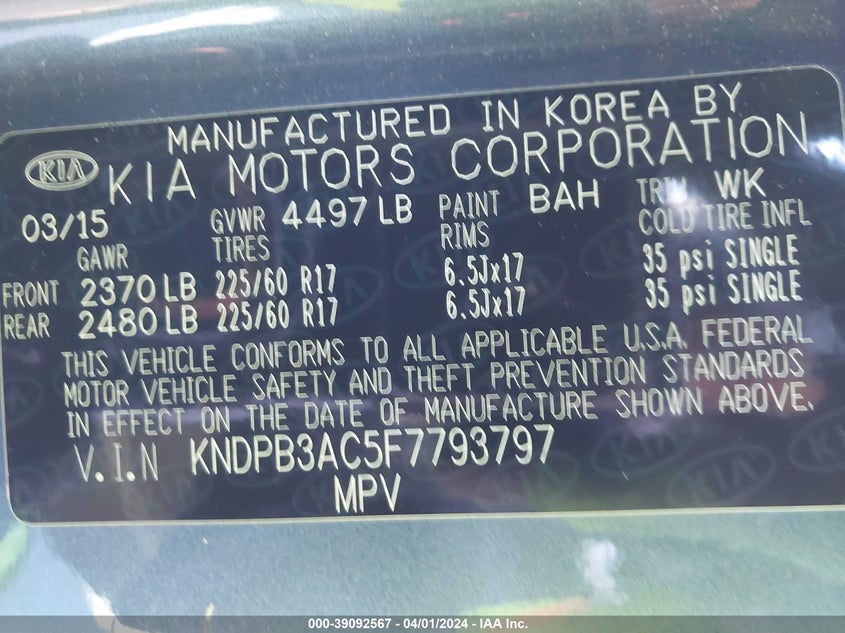 MANUFACTURED IN KOREA BY
KIA KIA MOTORS CORPORATION
03/15 GVWR 4497 LB PAINT BAH TRIM WK
GAWR TIRES RIMS COLD TIRE INFL
FRONT 2370 LB 225/60 R17 6.5Jx17 35 psi SINGLE
REAR 2480 LB 225/60 R17 6.5Jx17 35 psi SINGLE
THIS VEHICLE CONFORMS TO ALL APPLICABLE U.S.A. FEDERAL
MOTOR VEHICLE SAFETY AND THEFT PREVENTION STANDARDS
IN EFFECT ON THE DATE OF MANUFACTURE SHOWN ABOVE.
V.I.N KNDPB3AC5F7793797
MPV
000-39092567 - 04/01/2024 - IAA Inc.